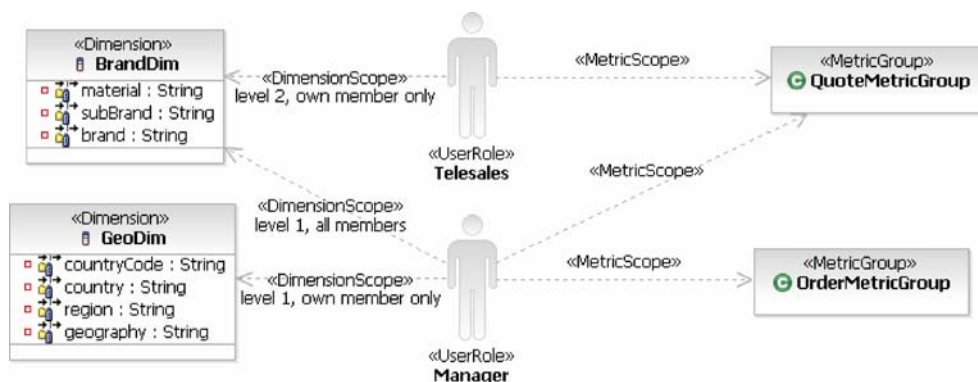 «Dimension»
BrandDim
material : String
subBrand : String
brand : String
«DimensionScope»
level 2, own member only
«UserRole»
Telesales
«MetricScope»
«MetricGroup»
QuoteMetricGroup
«MetricScope»
«DimensionScope»
level 1, all members
«Dimension»
GeoDim
countryCode : String
country : String
region : String
geography : String
«DimensionScope»
level 1, own member only
«UserRole»
Manager
«MetricScope»
«MetricGroup»
C OrderMetricGroup